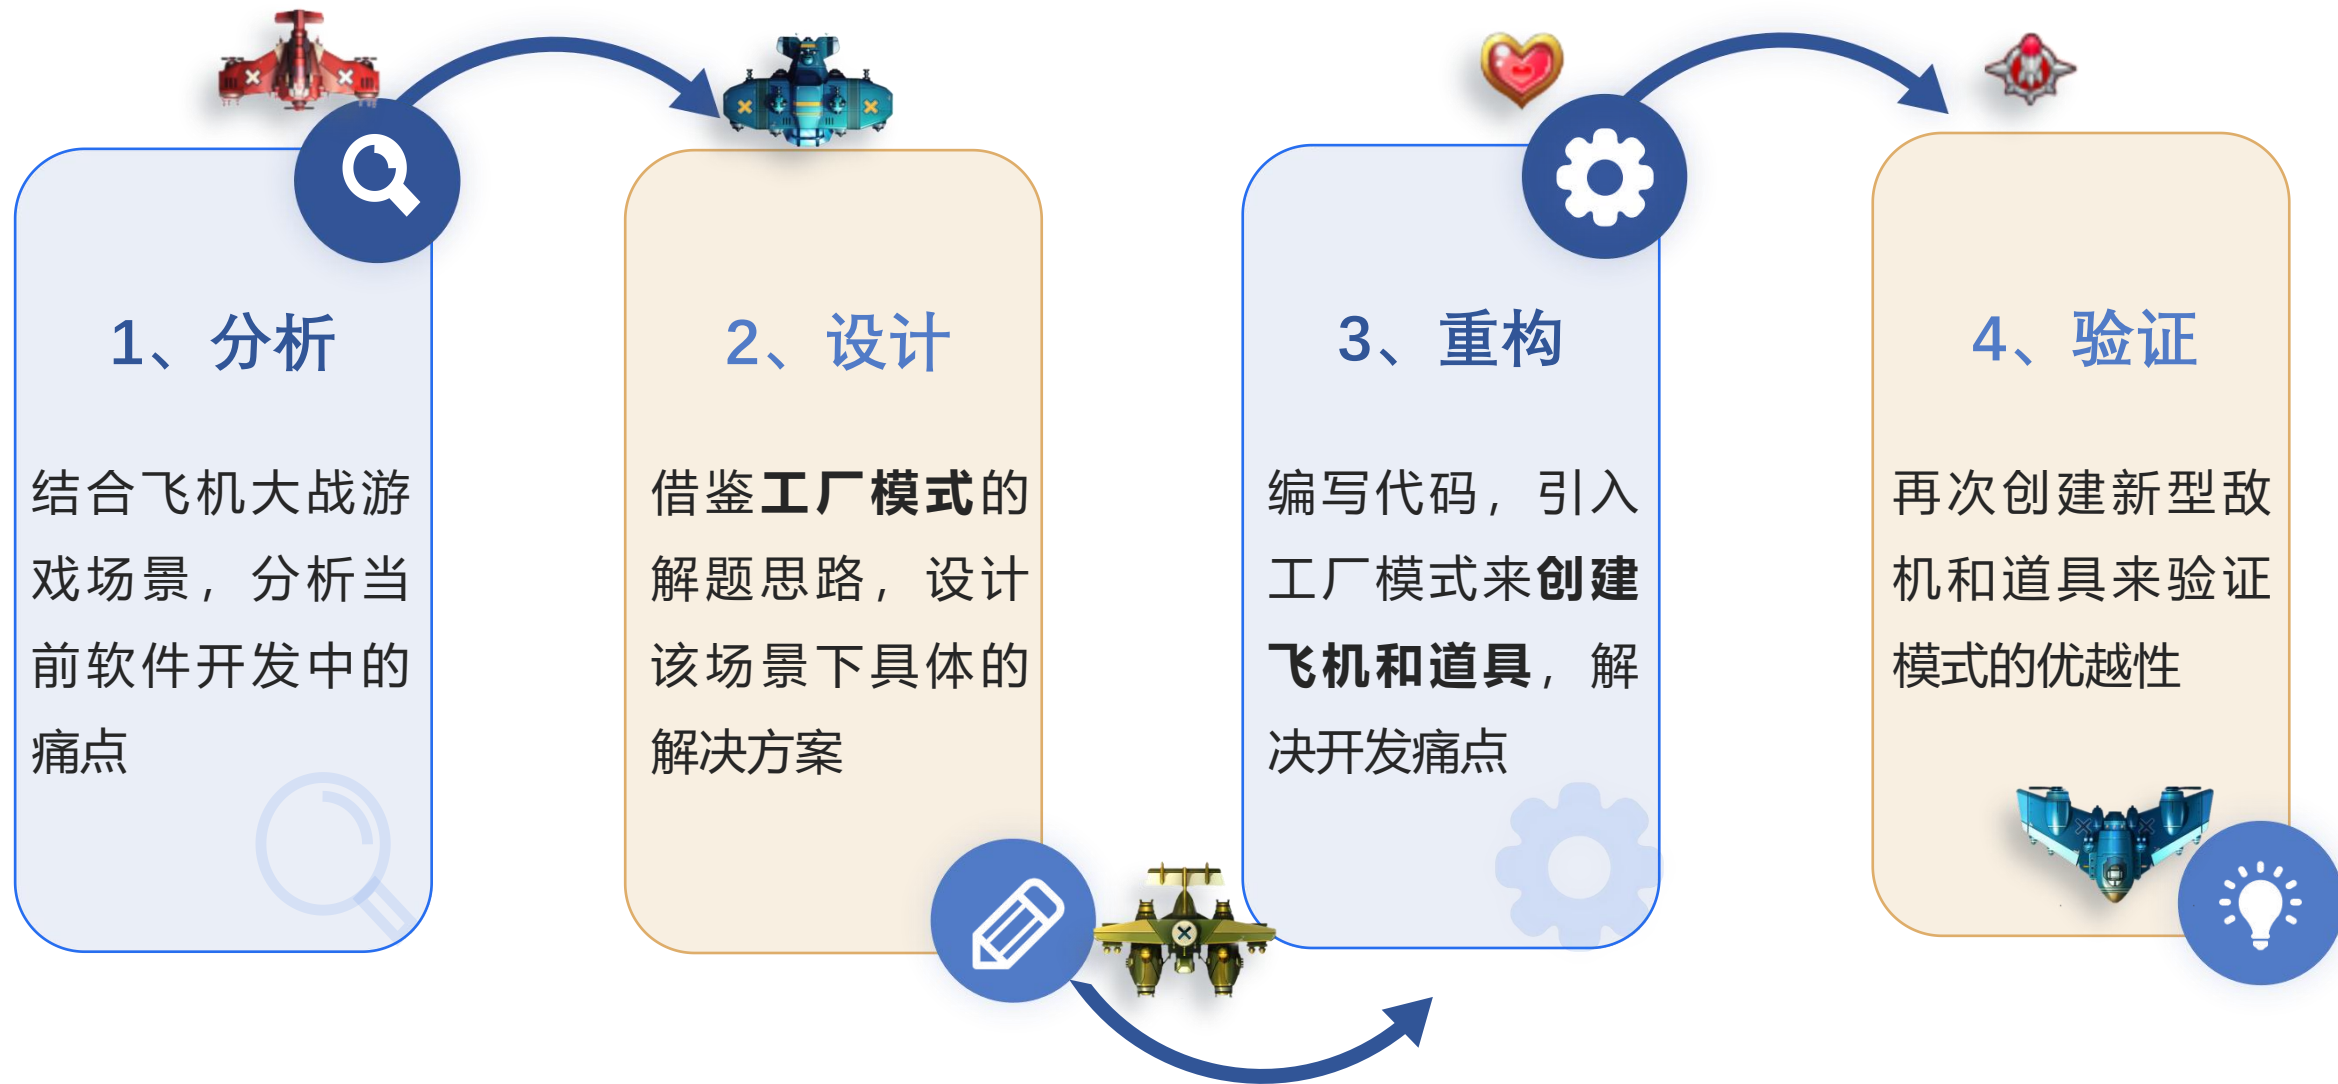 1、分析
结合飞机大战游
戏场景，分析当
前软件开发中的
痛点
2、设计
借鉴工厂模式的
解题思路，设计
该场景下具体的
解决方案
3、重构
编写代码，引入
工厂模式来创建
飞机和道具，解
决开发痛点
4、验证
再次创建新型敌
机和道具来验证
模式的优越性